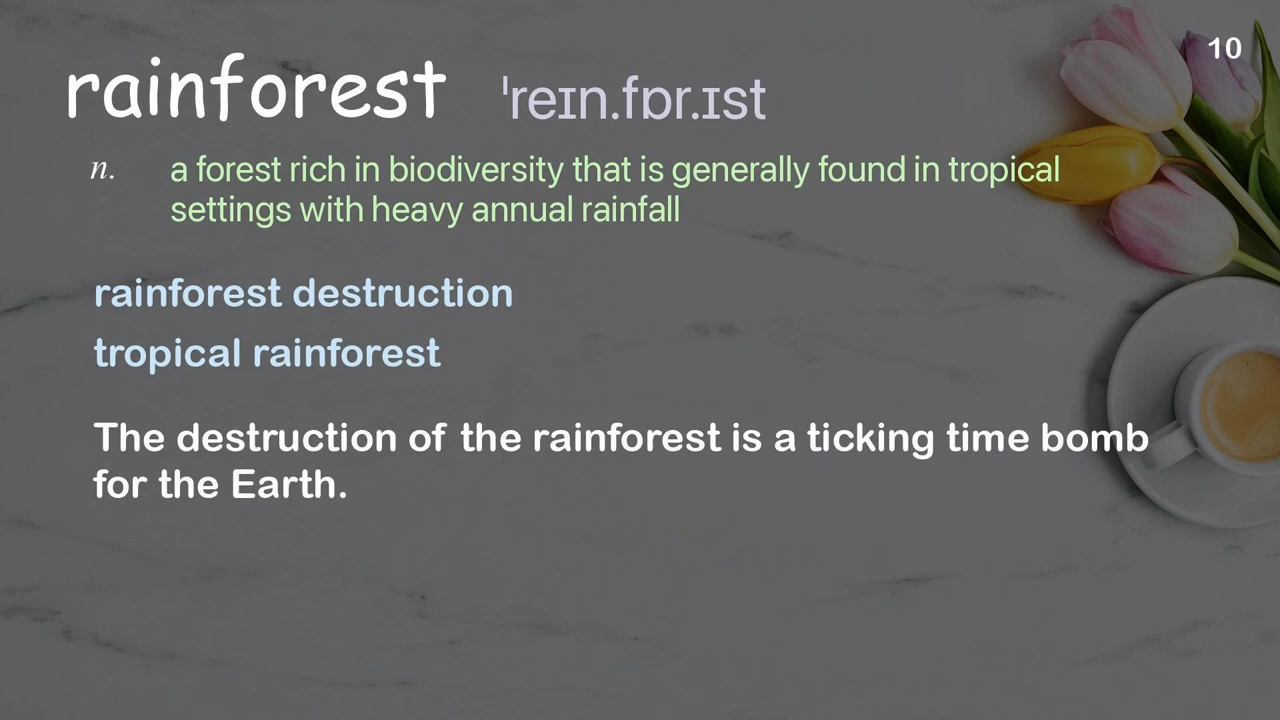 10
rainforest ˈreɪn.fɒr.ɪst
n. a forest rich in biodiversity that is generally found in tropical
settings with heavy annual rainfall
rainforest destruction
tropical rainforest
The destruction of the rainforest is a ticking time bomb
for the Earth.